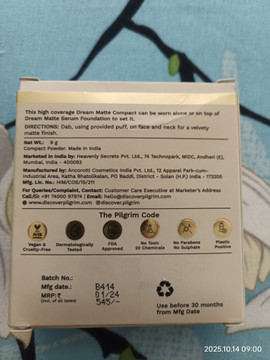 This high coverage Dream Matte Compact can be worn alone or on top of
Dream Matte Serum Foundation to set it.
DIRECTIONS: Dab, using provided puff, on face and neck for a velvety
matte finish.
Net Wt.: 9 g
Compact Powder. Made in India
Marketed in India by: Heavenly Secrets Pvt. Ltd., 74 Technopark, MIDC, Andheri (E),
Mumbai, India - 400093
Manufactured by: Ancorotti Cosmetics India Pvt. Ltd., 12 Apparel Park-cum-
Industrial Area, Katha Bhatolikalan, PO Baddi, District - Solan (H.P) India - 173205
Mfg. Lic. No.: HIM/COS/15/211
For Queries/Complaint, Contact: Customer Care Executive at Marketer's Address
Call/Us: +91 74000 97974 | Email: hello@discoverpilgrim.com
www.discoverpilgrim.com discoverpilgrim
The Pilgrim Code
Vegan &
Cruelty-Free
Dermatologically
Tested
FDA
Approved
No Toxic
20 Chemicals
No Parabens
No Sulphate
Plastic
Positive
Batch No.:
Mfg date.: B414
MRP:₹ 01/24
(incl. of all taxes) 545/-
Use before 30 months
from Mfg Date
2025.10.14 09:00